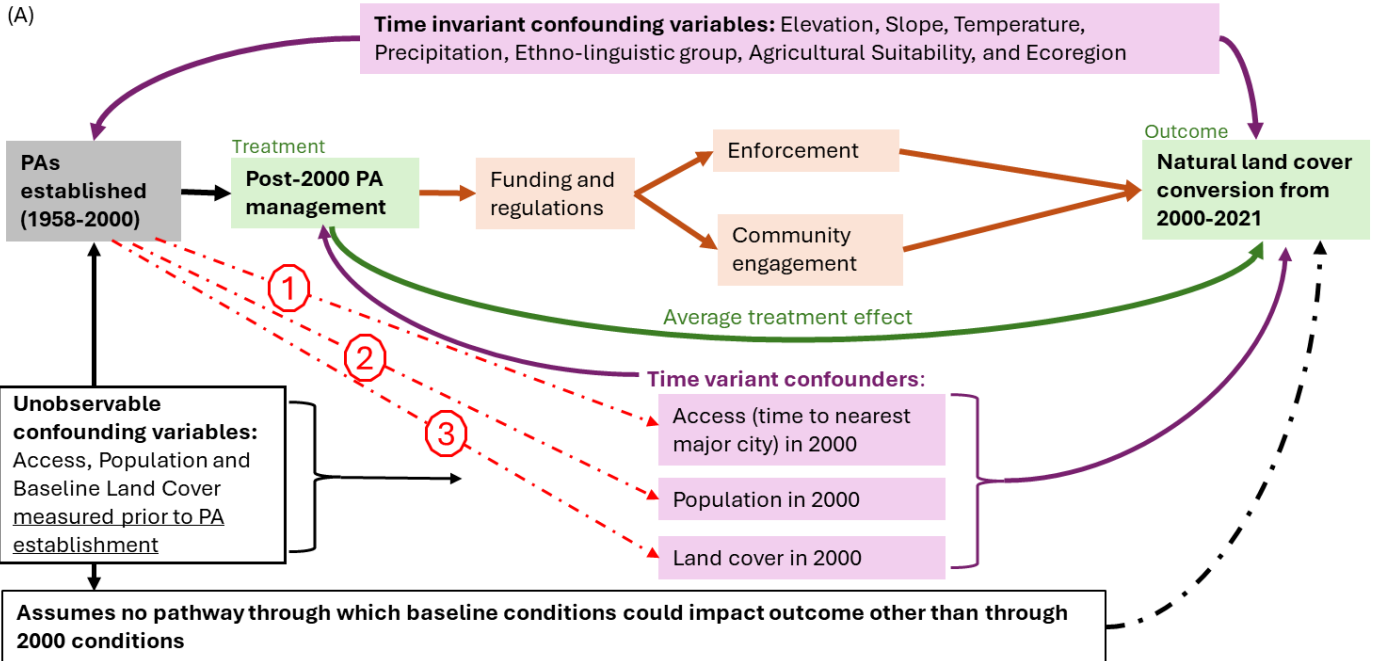 (A)
Time invariant confounding variables: Elevation, Slope, Temperature,
Precipitation, Ethno-linguistic group, Agricultural Suitability, and Ecoregion
PAs
established
(1958-2000)
Treatment
Post-2000 PA
management
Funding and
regulations
Enforcement
Community
engagement
Outcome
Natural land cover
conversion from
2000-2021
Average treatment effect
1
2
3
Time variant confounders:
Access (time to nearest
major city) in 2000
Population in 2000
Land cover in 2000
Unobservable
confounding variables:
Access, Population and
Baseline Land Cover
measured prior to PA
establishment
Assumes no pathway through which baseline conditions could impact outcome other than through
2000 conditions